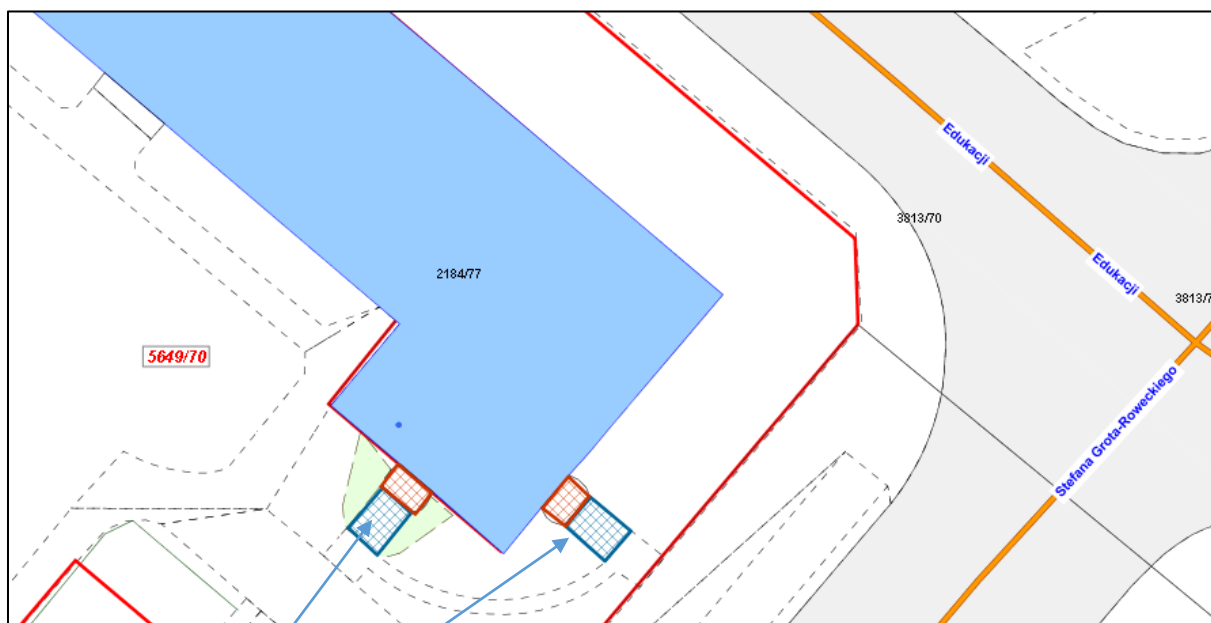 Edukacji
3813/70
Edukacji
2184/77
3813/7
5649/70
Stefana Grota-Roweckiego